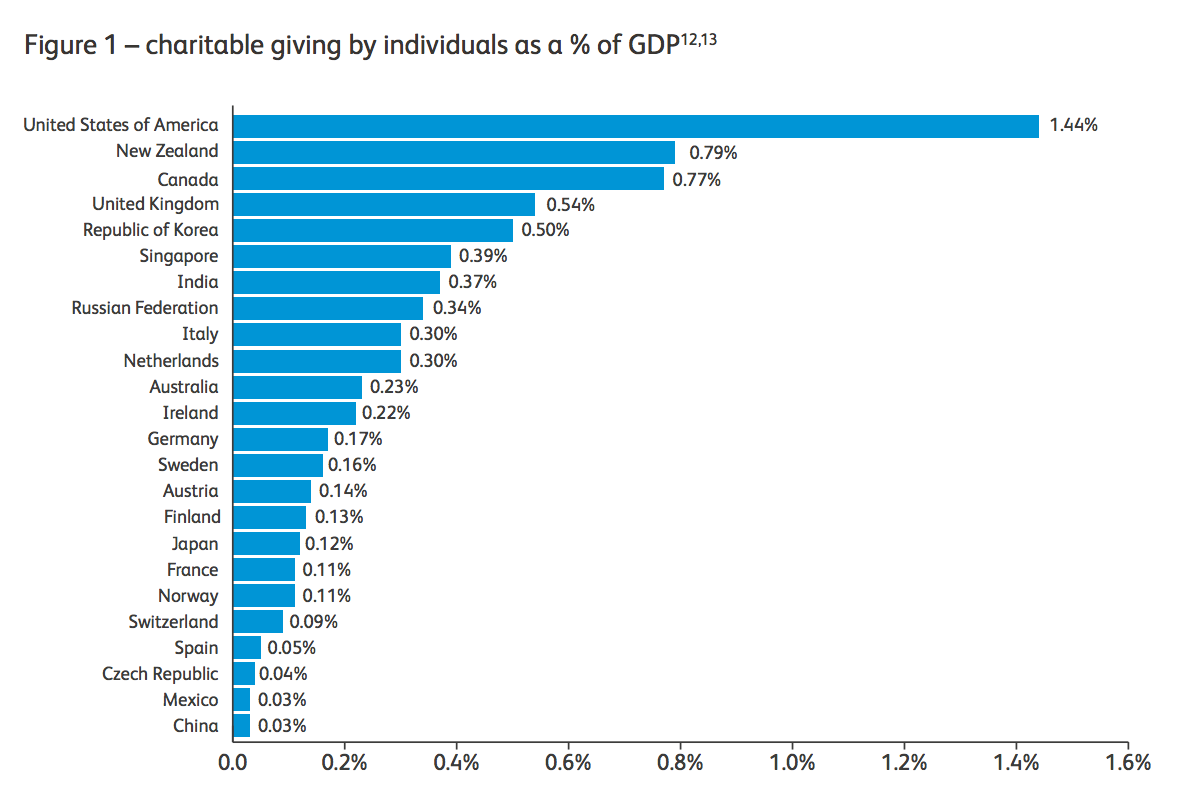 Figure 1 – charitable giving by individuals as a % of GDP12,13
United States of America 1.44%
New Zealand 0.79%
Canada 0.77%
United Kingdom 0.54%
Republic of Korea 0.50%
Singapore 0.39%
India 0.37%
Russian Federation 0.34%
Italy 0.30%
Netherlands 0.30%
Australia 0.23%
Ireland 0.22%
Germany 0.17%
Sweden 0.16%
Austria 0.14%
Finland 0.13%
Japan 0.12%
France 0.11%
Norway 0.11%
Switzerland 0.09%
Spain 0.05%
Czech Republic 0.04%
Mexico 0.03%
China 0.03%
0.0 0.2% 0.4% 0.6% 0.8% 1.0% 1.2% 1.4% 1.6%